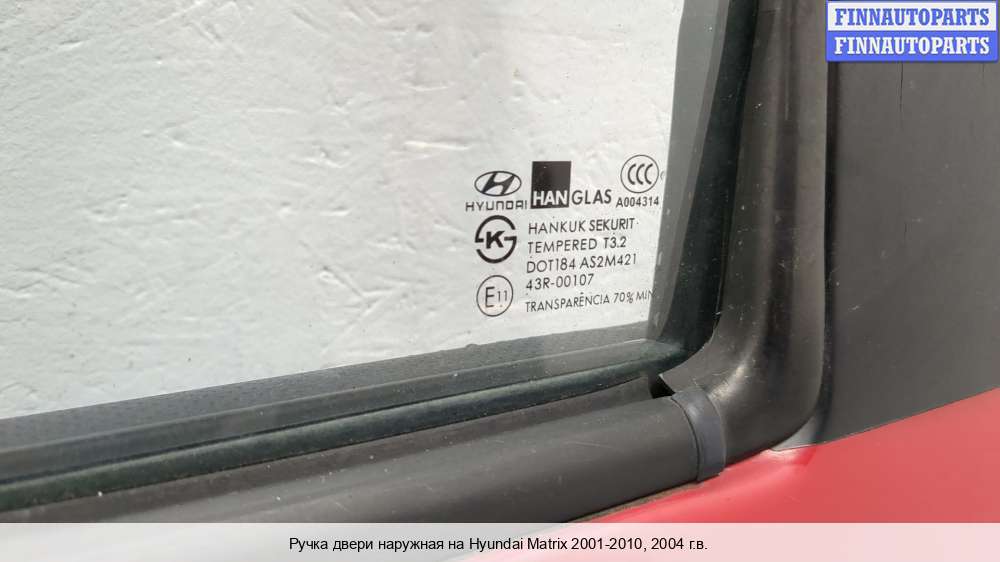 FINNAUTOPARTS
FINNAUTOPARTS
HYUNDAI
HANGLAS
CCC
A004314
K
HANKUK SEKURIT
TEMPERED T3.2
DOT184 AS2M421
43R-00107
E11
TRANSPARÊNCIA 70% MIN
Ручка двери наружная на Hyundai Matrix 2001-2010, 2004 г.в.